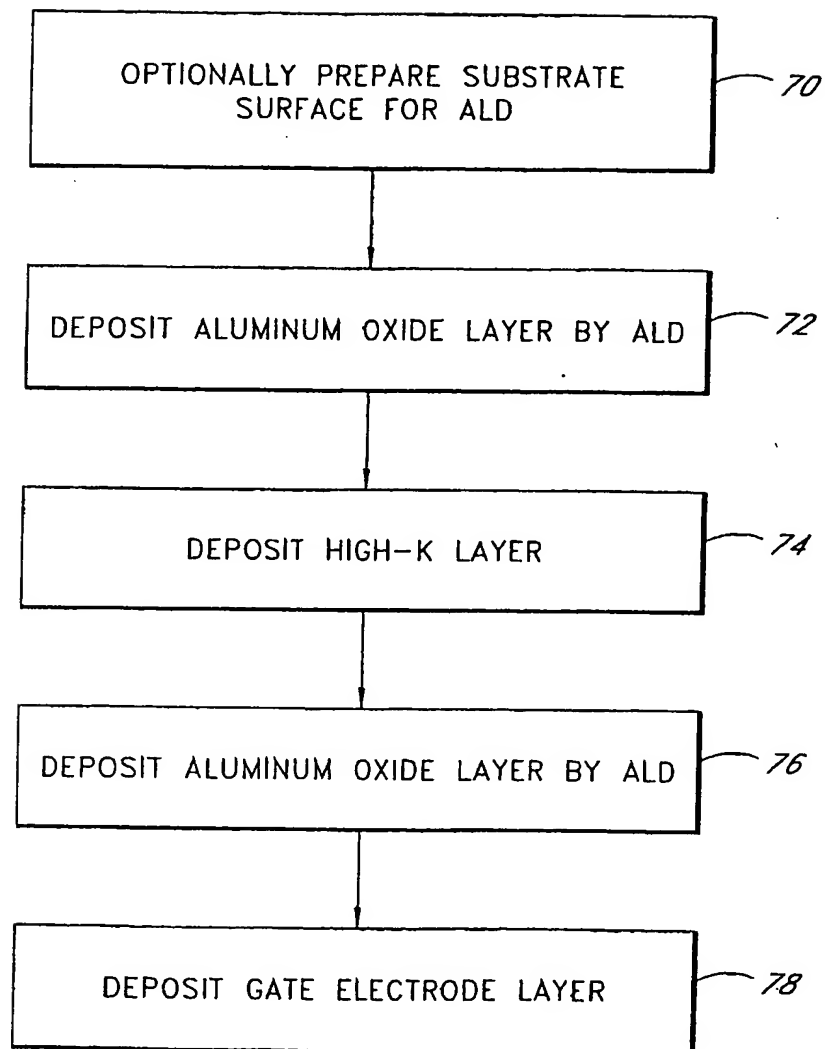 OPTIONALLY PREPARE SUBSTRATE
SURFACE FOR ALD
70
DEPOSIT ALUMINUM OXIDE LAYER BY ALD
72
DEPOSIT HIGH-K LAYER
74
DEPOSIT ALUMINUM OXIDE LAYER BY ALD
76
DEPOSIT GATE ELECTRODE LAYER
78